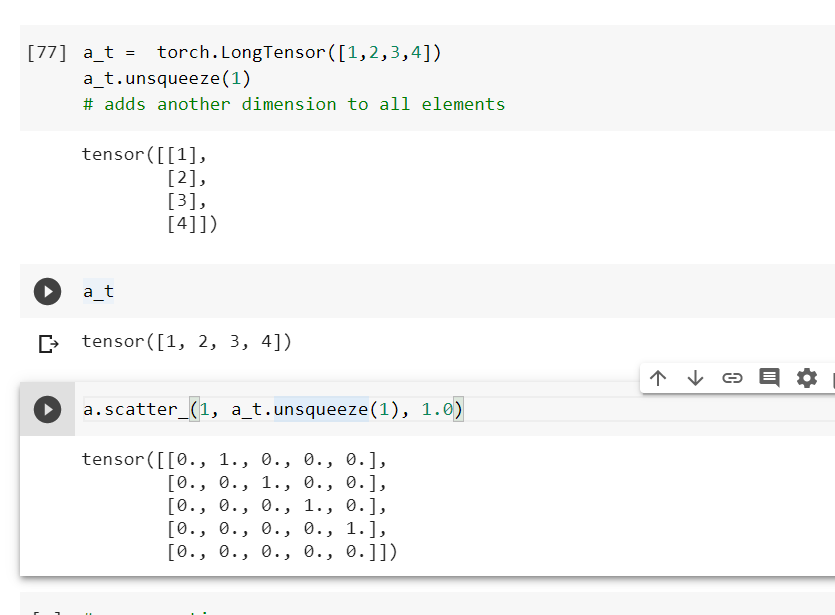 [77] a_t =  torch.LongTensor([1,2,3,4])
a_t.unsqueeze(1)
# adds another dimension to all elements
tensor([[1],
[2],
[3],
[4]])
a_t
tensor([1, 2, 3, 4])
a.scatter_(1, a_t.unsqueeze(1), 1.0)
tensor([[0., 1., 0., 0., 0.],
[0., 0., 1., 0., 0.],
[0., 0., 0., 1., 0.],
[0., 0., 0., 0., 1.],
[0., 0., 0., 0., 0.]])